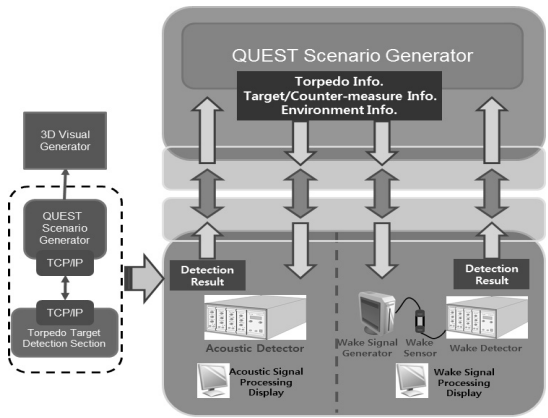 QUEST Scenario Generator
Torpedo Info.
Target/Counter-measure Info.
Environment Info.
3D Visual
Generator
QUEST
Scenario
Generator
TCP/IP
TCP/IP
Torpedo Target
Detection Section
Detection
Result
Detection
Result
Acoustic Detector
Wake Signal
Generator
Wake
Sensor
Wake Detector
Acoustic Signal
Processing
Display
Wake Signal
Processing
Display